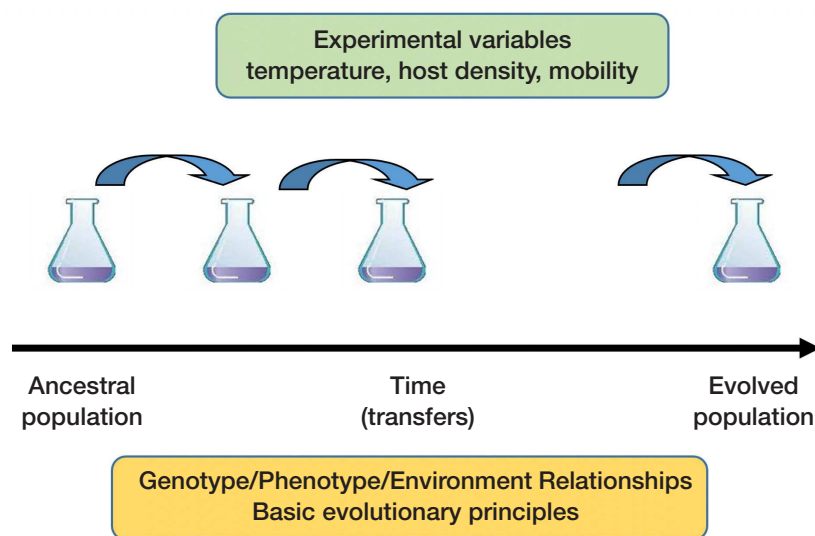 Experimental variables
temperature, host density, mobility
Ancestral
population
Time
(transfers)
Evolved
population
Genotype/Phenotype/Environment Relationships
Basic evolutionary principles